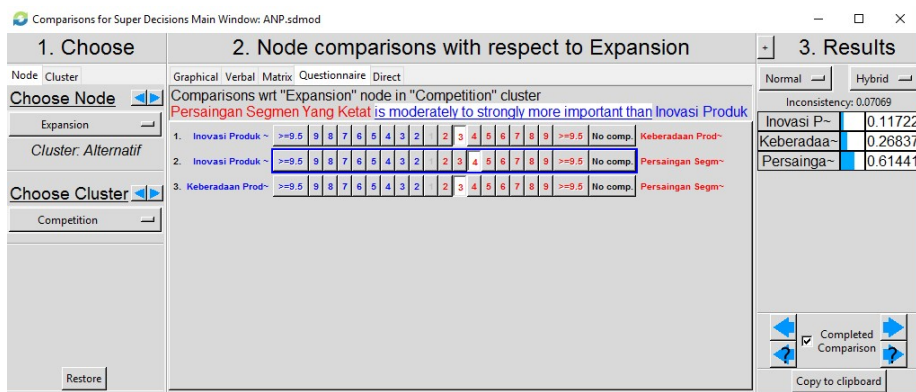 Comparisons for Super Decisions Main Window: ANP.sdmod
1. Choose
2. Node comparisons with respect to Expansion
+
3. Results
Node Cluster
Graphical Verbal Matrix Questionnaire Direct
Normal
Hybrid
Choose Node
Comparisons wrt "Expansion" node in "Competition" cluster
Persaingan Segmen Yang Ketat is moderately to strongly more important than Inovasi Produk
Inconsistency: 0.07069
Expansion
Cluster: Alternatif
Choose Cluster
Competition
1. Inovasi Produk ~ >=9.5 9 8 7 6 5 4 3 2 1 2 3 4 5 6 7 8 9 >=9.5 No comp. Keberadaan Prod~
2. Inovasi Produk ~ >=9.5 9 8 7 6 5 4 3 2 1 2 3 4 5 6 7 8 9 >=9.5 No comp. Persaingan Segm~
3. Keberadaan Prod~ >=9.5 9 8 7 6 5 4 3 2 1 2 3 4 5 6 7 8 9 >=9.5 No comp. Persaingan Segm~
Inovasi P~ 0.11722
Keberadaa~ 0.26837
Persainga~ 0.61441
Restore
? Completed Comparison ?
Copy to clipboard